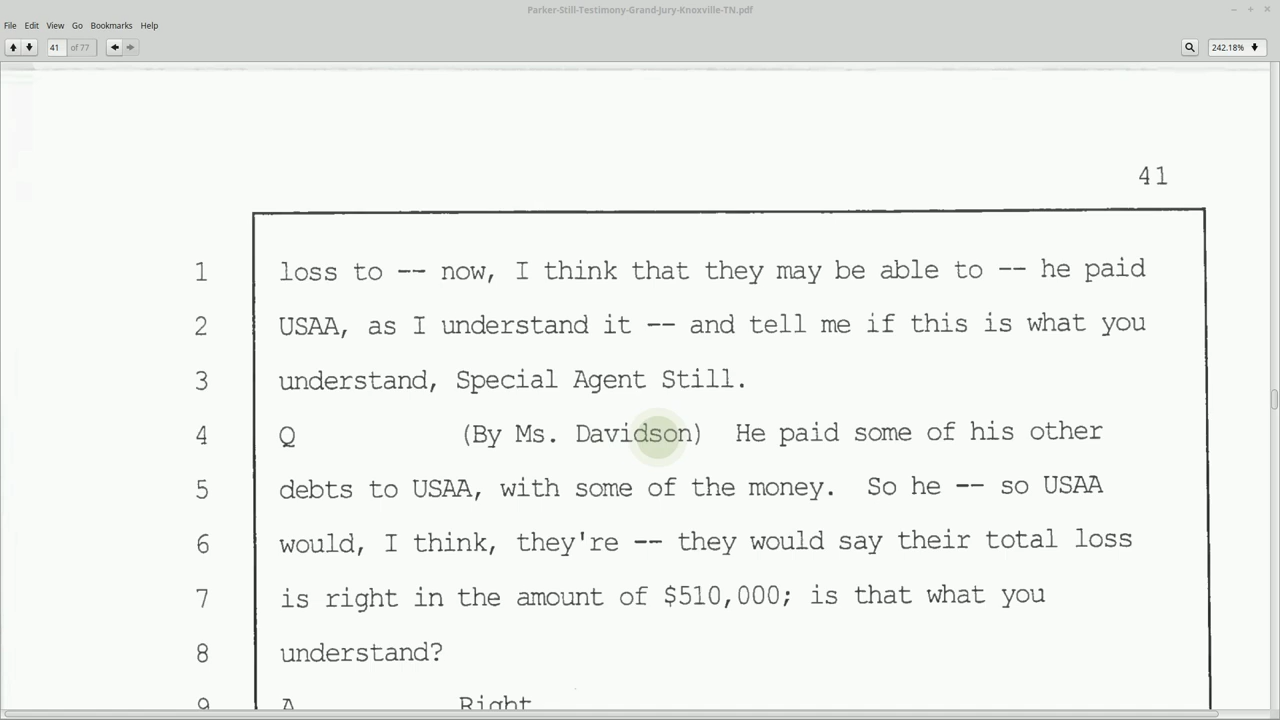 Parker-Still-Testimony-Grand-Jury-Knoxville-TN.pdf
File Edit View Go Bookmarks Help
41 of 77 242.18%
41
1 loss to -- now, I think that they may be able to -- he paid
2 USAA, as I understand it -- and tell me if this is what you
3 understand, Special Agent Still.
4 Q (By Ms. Davidson) He paid some of his other
5 debts to USAA, with some of the money. So he -- so USAA
6 would, I think, they're -- they would say their total loss
7 is right in the amount of $510,000; is that what you
8 understand?
9 A Right